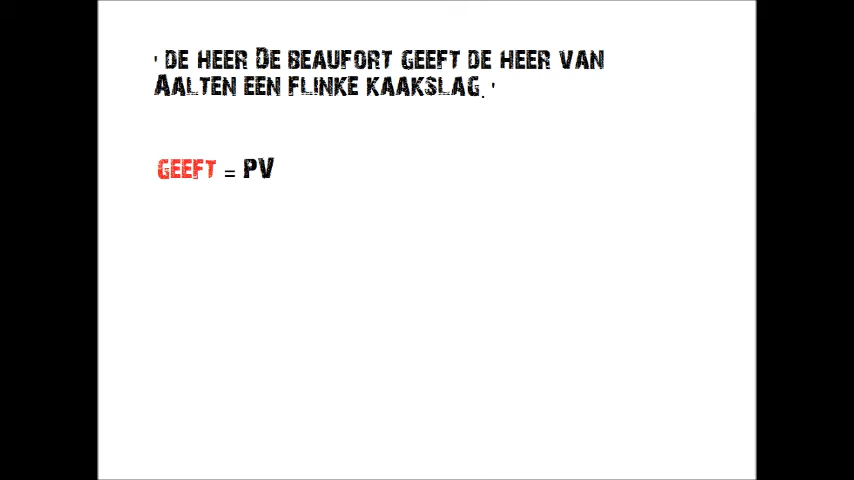 ' DE HEER DE BEAUFORT GEEFT DE HEER VAN
AALTEN EEN FLINKE KAAKSLAG. '
GEEFT = PV